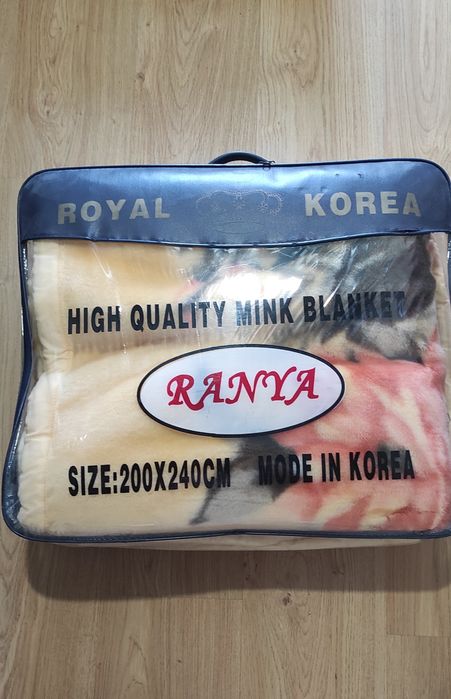 ROYAL KOREA
HIGH QUALITY MINK BLANKET
RANYA
SIZE:200X240CM MODE IN KOREA